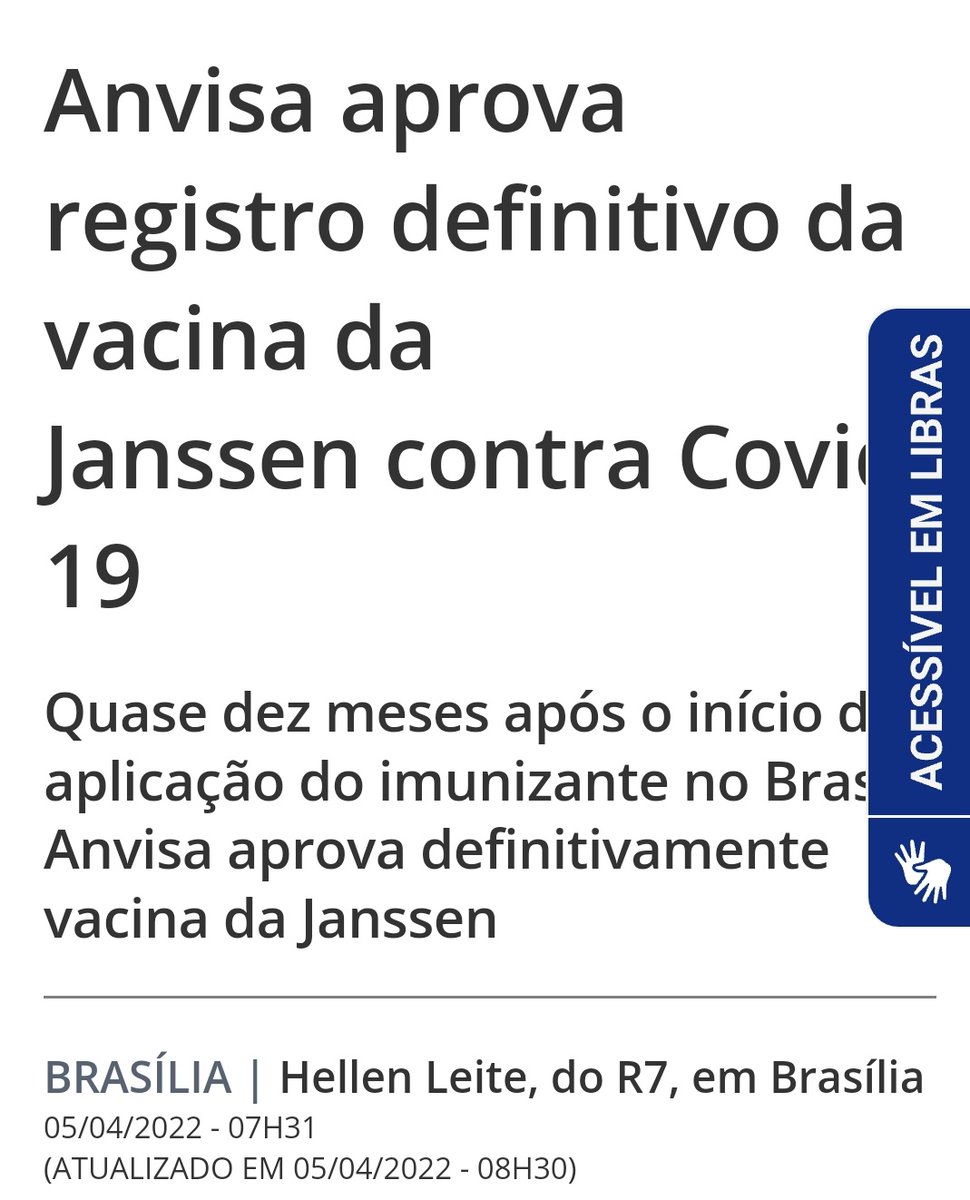 Anvisa aprova
registro definitivo da
vacina da
Janssen contra Covi
19
Quase dez meses após o início d
aplicação do imunizante no Bras
Anvisa aprova definitivamente
vacina da Janssen
BRASÍLIA | Hellen Leite, do R7, em Brasília
05/04/2022 - 07H31
(ATUALIZADO EM 05/04/2022 - 08H30)
ACESSÍVEL EM LIBRAS